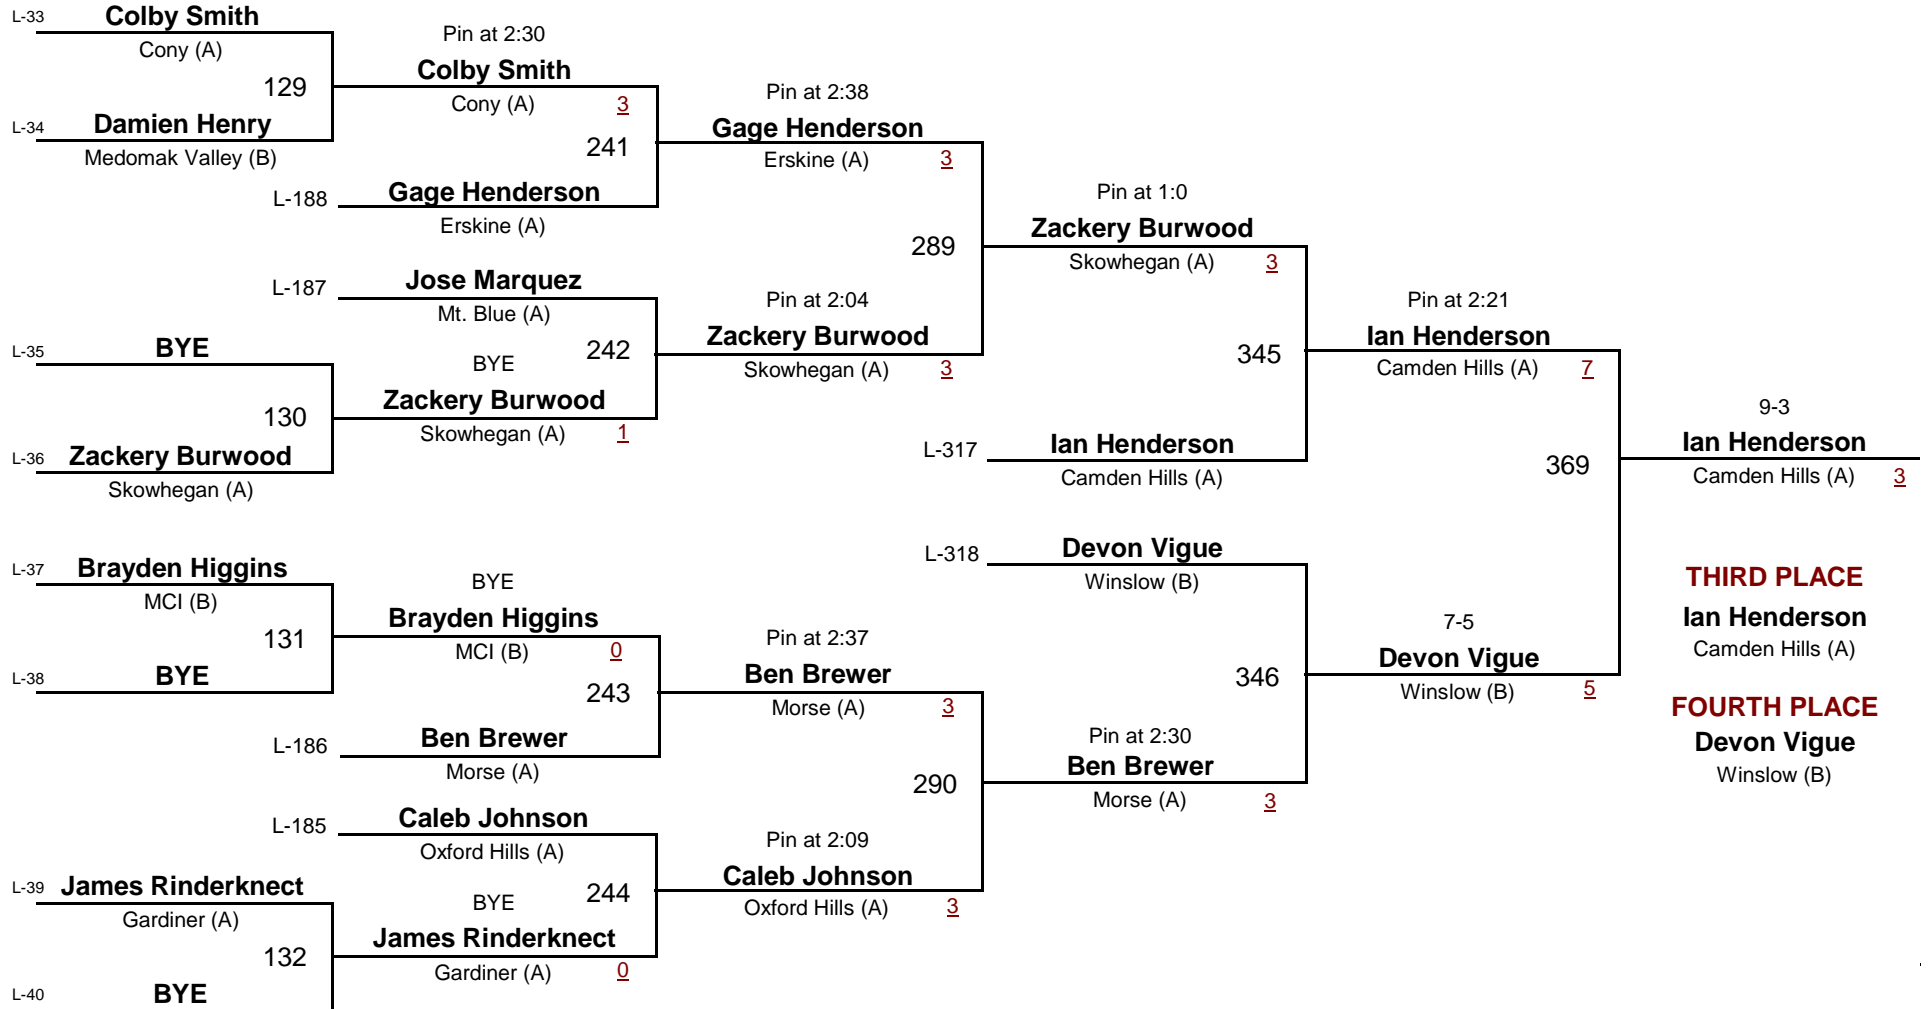 L-33
Colby Smith
Cony (A)
129
L-34
Damien Henry
Medomak Valley (B)
L-35
BYE
130
L-36
Zackery Burwood
Skowhegan (A)
L-37
Brayden Higgins
MCI (B)
131
L-38
BYE
L-39
James Rinderknect
Gardiner (A)
132
L-40
BYE
Pin at 2:30
Colby Smith
Cony (A) 3
241
L-188
Gage Henderson
Erskine (A)
L-187
Jose Marquez
Mt. Blue (A)
242
BYE
Zackery Burwood
Skowhegan (A) 1
BYE
Brayden Higgins
MCI (B) 0
243
L-186
Ben Brewer
Morse (A)
L-185
Caleb Johnson
Oxford Hills (A)
244
BYE
James Rinderknect
Gardiner (A) 0
Pin at 2:38
Gage Henderson
Erskine (A) 3
289
Pin at 2:04
Zackery Burwood
Skowhegan (A) 3
Pin at 2:37
Ben Brewer
Morse (A) 3
290
Pin at 2:09
Caleb Johnson
Oxford Hills (A) 3
Pin at 1:0
Zackery Burwood
Skowhegan (A) 3
345
L-317
Ian Henderson
Camden Hills (A)
L-318
Devon Vigue
Winslow (B)
346
Pin at 2:30
Ben Brewer
Morse (A) 3
Pin at 2:21
Ian Henderson
Camden Hills (A) 7
369
7-5
Devon Vigue
Winslow (B) 5
9-3
Ian Henderson
Camden Hills (A) 3
THIRD PLACE
Ian Henderson
Camden Hills (A)
FOURTH PLACE
Devon Vigue
Winslow (B)